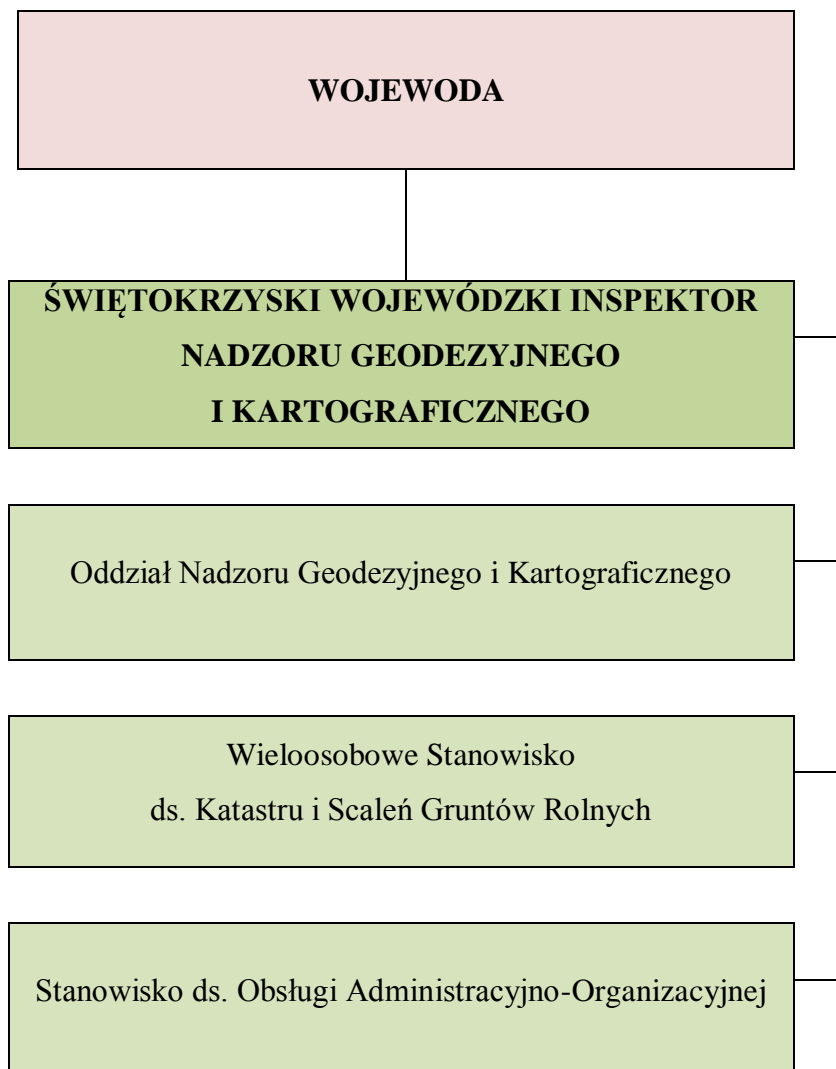 WOJEWODA
ŚWIĘTOKRZYSKI WOJEWÓDZKI INSPEKTOR
NADZORU GEODEZYJNEGO
I KARTOGRAFICZNEGO
Oddział Nadzoru Geodezyjnego i Kartograficznego
Wieloosobowe Stanowisko
ds. Katastru i Scaleń Gruntów Rolnych
Stanowisko ds. Obsługi Administracyjno-Organizacyjnej